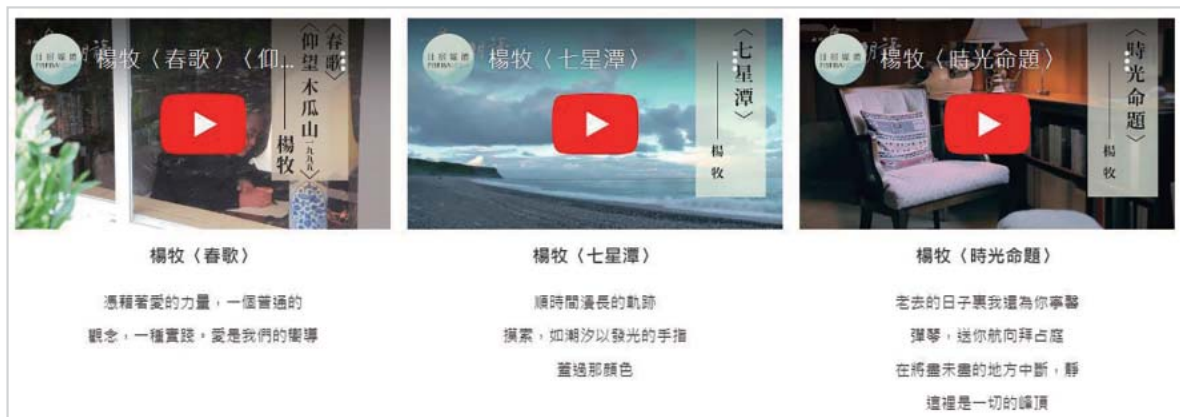 楊牧〈春歌〉〈仰...
〈春歌〉
〈仰望木瓜山一九九五〉
楊牧
楊牧〈春歌〉
憑藉著愛的力量，一個普通的
觀念，一種實踐。愛是我們的嚮導
楊牧〈七星潭〉
〈七星潭〉
楊牧
楊牧〈七星潭〉
順時間漫長的軌跡
摸索，如潮汐以發光的手指
蓋過那顏色
楊牧〈時光命題〉
〈時光命題〉
楊牧
楊牧〈時光命題〉
老去的日子裏我還為你寧馨
彈琴，送你航向拜占庭
在將盡未盡的地方中斷，靜
這裡是一切的峰頂